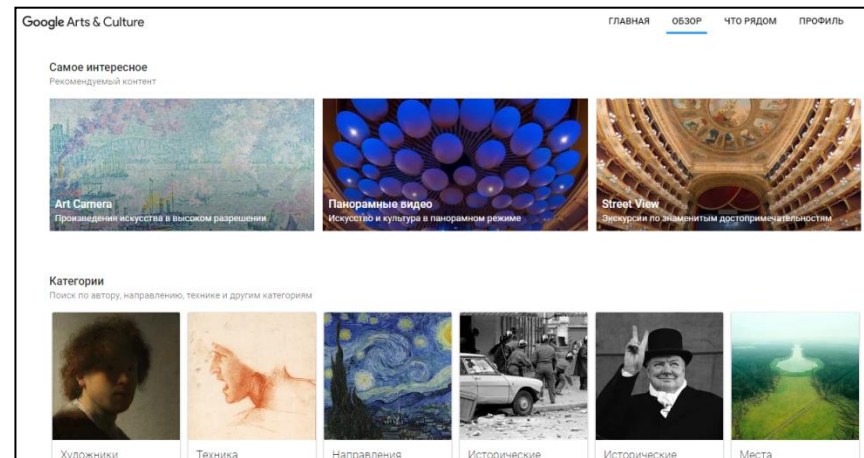 Google Arts & Culture
ГЛАВНАЯ ОБЗОР ЧТО РЯДОМ ПРОФИЛЬ
Самое интересное
Рекомендуемый контент
Art Camera
Произведения искусства в высоком разрешении
Панорамные видео
Искусство и культура в панорамном режиме
Street View
Экскурсии по знаменитым достопримечательностям
Категории
Поиск по автору, направлению, технике и другим категориям
Художники
Техника
Направления
Исторические
Исторические
Места